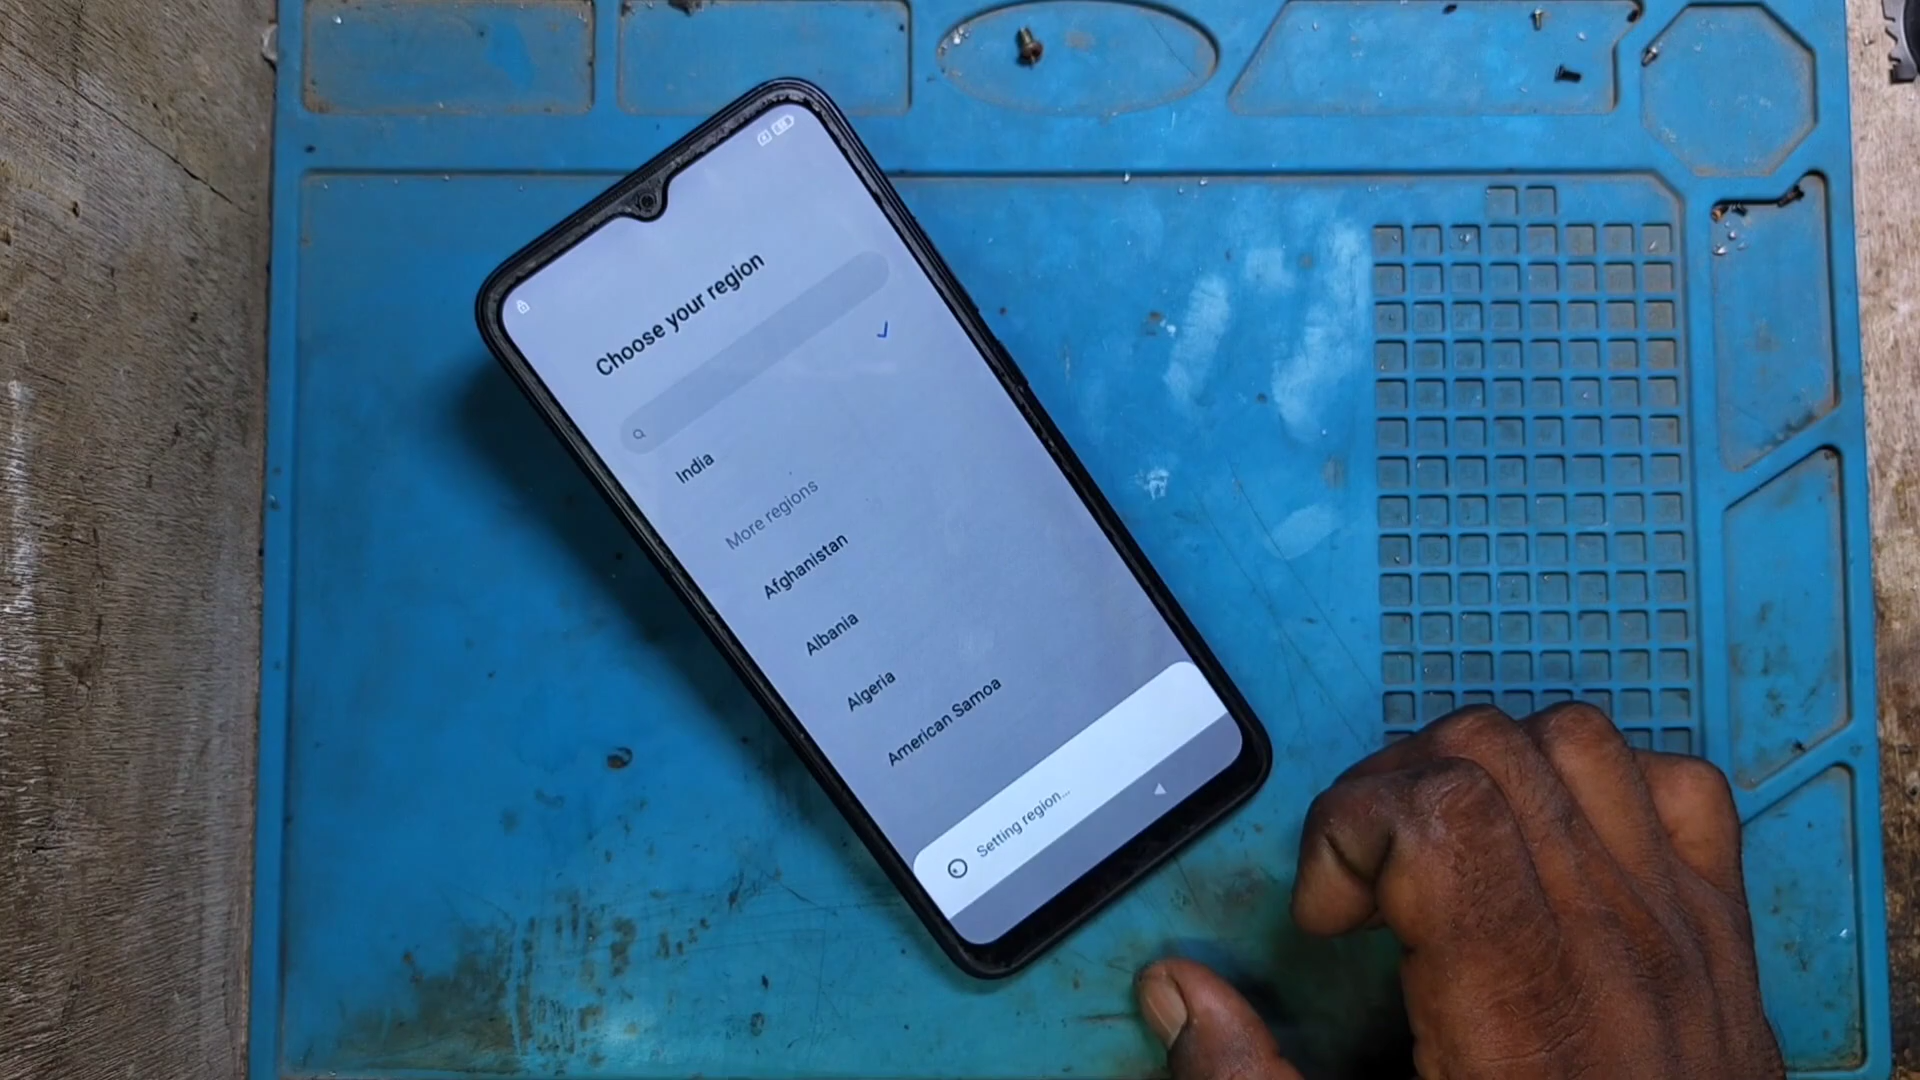 Choose your region
India
More regions
Afghanistan
Albania
Algeria
American Samoa
Setting region...